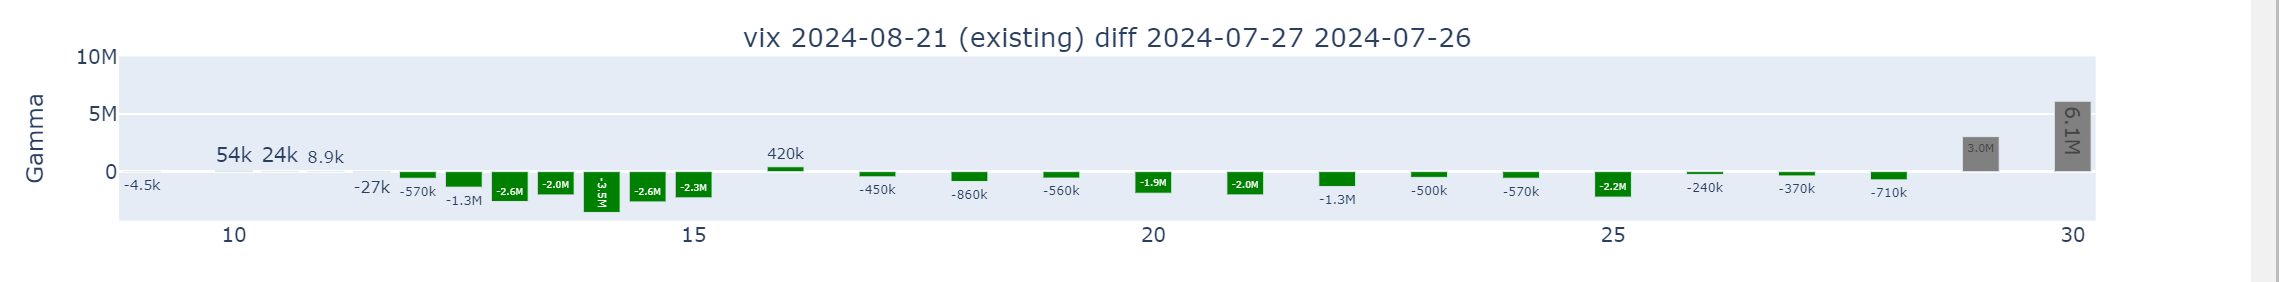 vix 2024-08-21 (existing) diff 2024-07-27 2024-07-26
10M
5M
0
Gamma
-4.5k
54k
24k
8.9k
-27k
-570k
-1.3M
-2.6M
-2.0M
-3.5M
-2.6M
-2.3M
420k
-450k
-860k
-560k
-1.9M
-2.0M
-1.3M
-500k
-570k
-2.2M
-240k
-370k
-710k
3.0M
6.1M
10
15
20
25
30